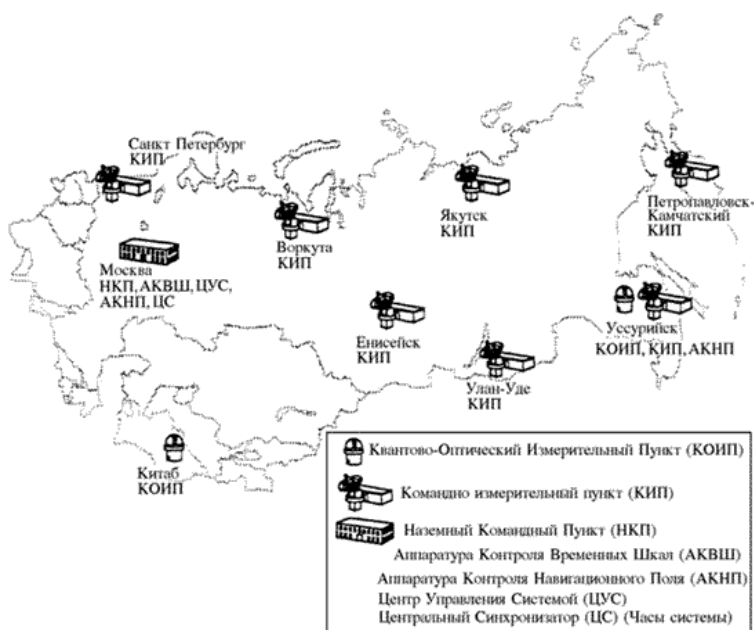 Санкт Петербург
КИП
Москва
НКП, АКВШ, ЦУС,
АКНП, ЦС
Воркута
КИП
Якутск
КИП
Петропавловск-
Камчатский
КИП
Енисейск
КИП
Уссурийск
КОИП, КИП, АКНП
Улан-Уде
КИП
Китаб
КОИП
Квантово-Оптический Измерительный Пункт (КОИП)
Командно измерительный пункт (КИП)
Наземный Командный Пункт (НКП)
Аппаратура Контроля Временных Шкал (АКВШ)
Аппаратура Контроля Навигационного Поля (АКНП)
Центр Управления Системой (ЦУС)
Центральный Синхронизатор (ЦС) (Часы системы)